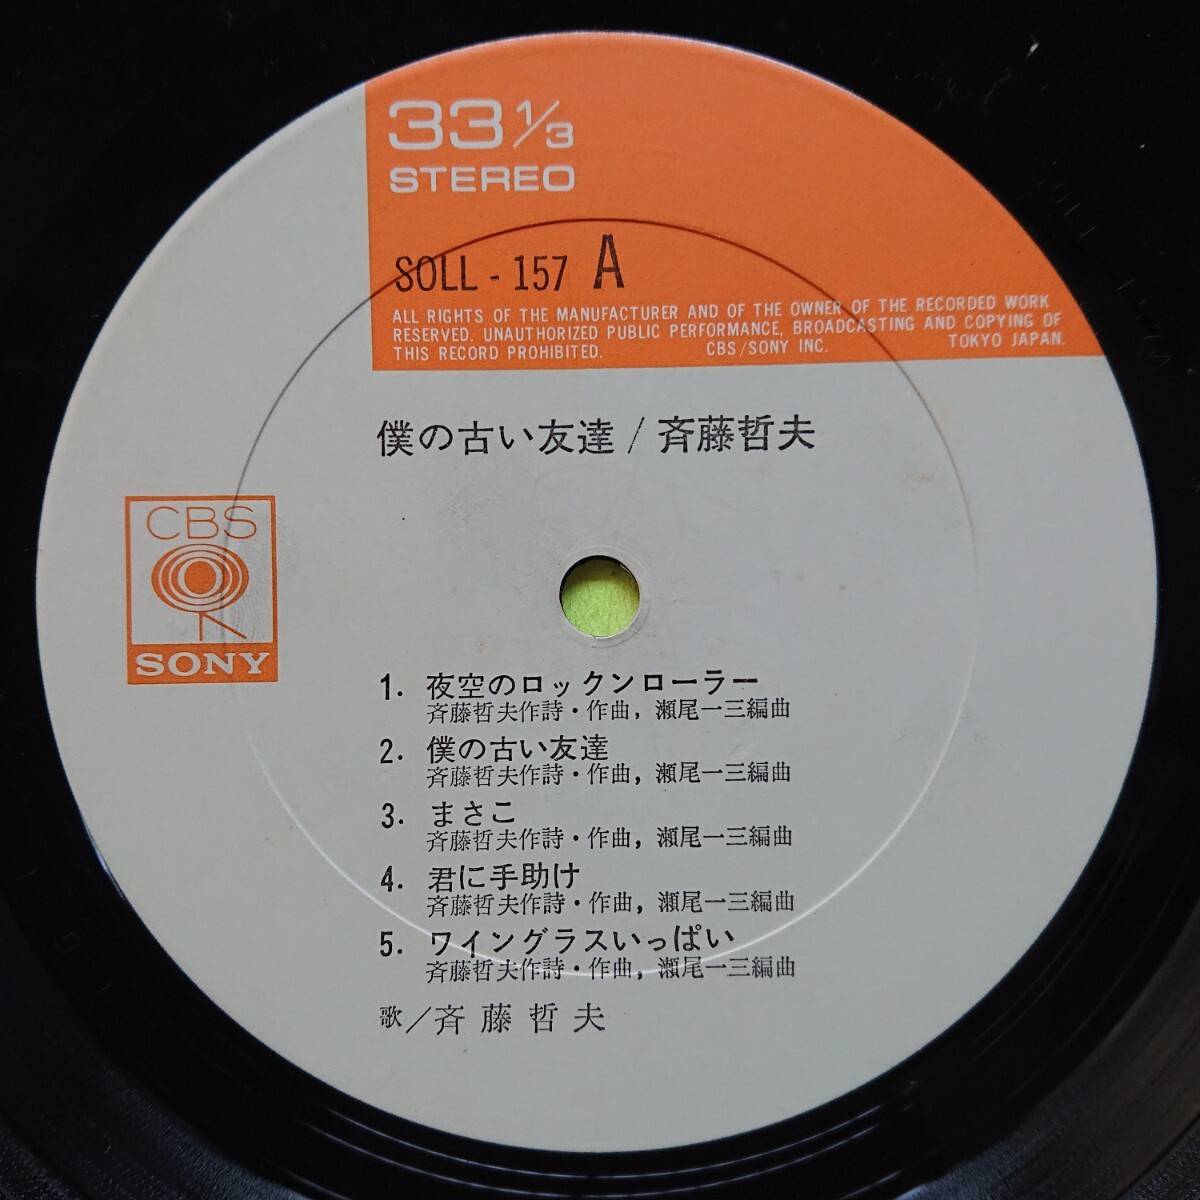 33 1/3
STEREO
SOLL - 157 A
ALL RIGHTS OF THE MANUFACTURER AND OF THE OWNER OF THE RECORDED WORK
RESERVED. UNAUTHORIZED PUBLIC PERFORMANCE, BROADCASTING AND COPYING OF
THIS RECORD PROHIBITED. CBS/SONY INC. TOKYO JAPAN.
僕の古い友達/斉藤哲夫
CBS
SONY
1. 夜空のロックンローラー
斉藤哲夫作詩・作曲, 瀬尾一三編曲
2. 僕の古い友達
斉藤哲夫作詩・作曲, 瀬尾一三編曲
3. まさこ
斉藤哲夫作詩・作曲, 瀬尾一三編曲
4. 君に手助け
斉藤哲夫作詩・作曲, 瀬尾一三編曲
5. ワイングラスいっぱい
斉藤哲夫作詩・作曲, 瀬尾一三編曲
歌/斉藤哲夫